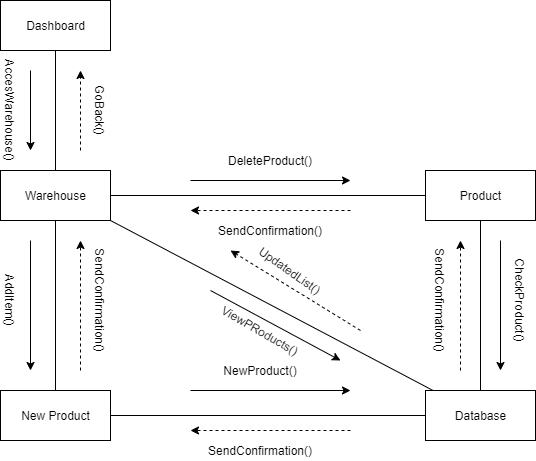 Dashboard
AccesWarehouse()
GoBack()
DeleteProduct()
Warehouse
Product
SendConfirmation()
UpdatedList()
AddItem()
SendConfirmation()
SendConfirmation()
CheckProduct()
ViewPRoducts()
NewProduct()
New Product
Database
SendConfirmation()